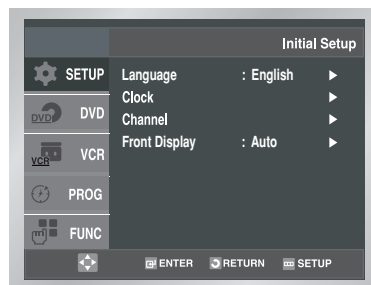 Initial Setup
SETUP
Language : English ►
Clock ►
Channel ►
Front Display : Auto ►
DVD DVD
VCR VCR
PROG
FUNC
ENTER RETURN SETUP